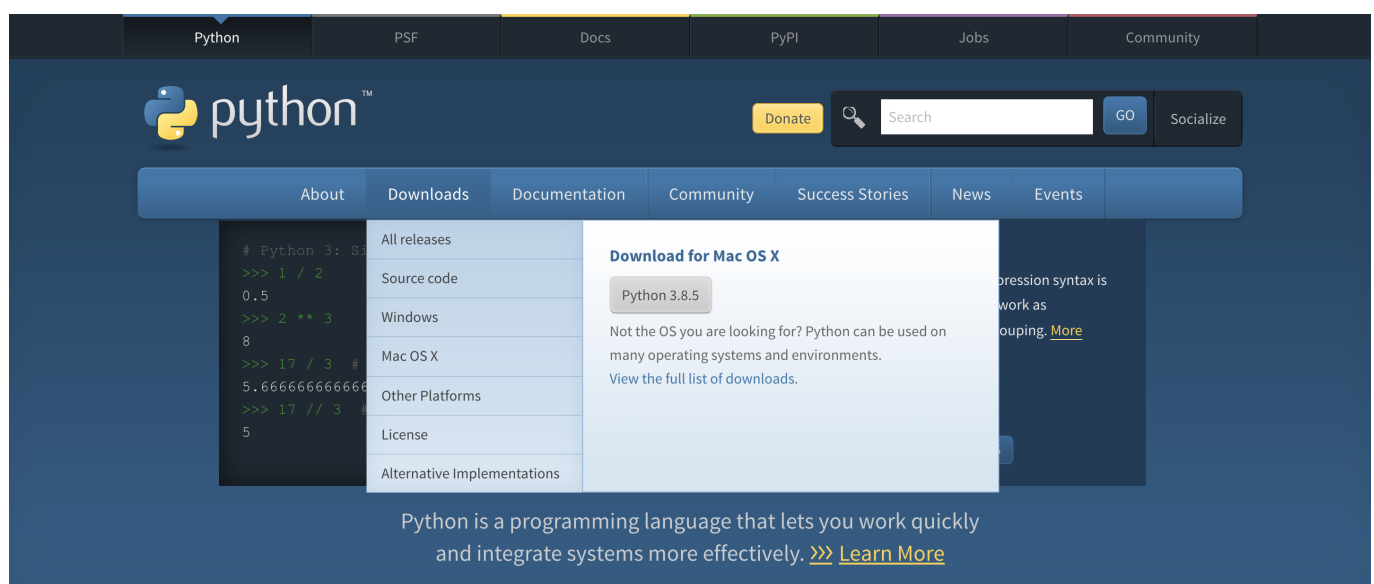 Python
PSF
Docs
PyPI
Jobs
Community
python™
Donate
Search
GO
Socialize
About
Downloads
Documentation
Community
Success Stories
News
Events
# Python 3:
>>> 1 / 2
0.5
>>> 2 ** 3
8
>>> 17 / 3 #
5.666666666666
>>> 17 // 3 #
5
All releases
Source code
Windows
Mac OS X
Other Platforms
License
Alternative Implementations
Download for Mac OS X
Python 3.8.5
Not the OS you are looking for? Python can be used on
many operating systems and environments.
View the full list of downloads.
syntax is
work as
More
Python is a programming language that lets you work quickly
and integrate systems more effectively. >>> Learn More